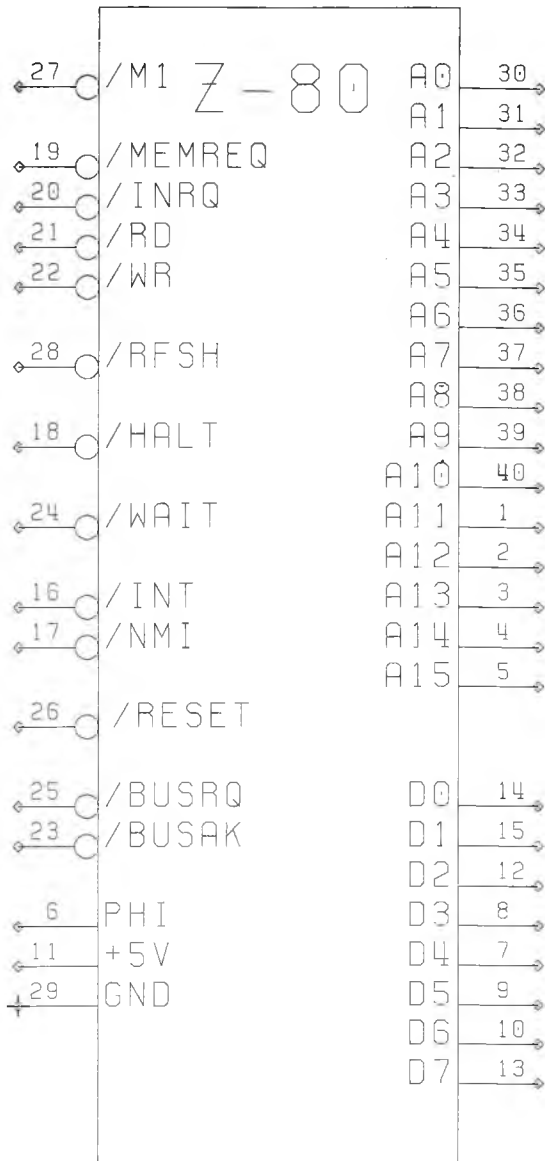 27 /M1 Z-80 A0 30
A1 31
19 /MEMREQ A2 32
20 /INRQ A3 33
21 /RD A4 34
22 /WR A5 35
A6 36
28 /RFSH A7 37
A8 38
18 /HALT A9 39
A10 40
24 /WAIT A11 1
A12 2
16 /INT A13 3
17 /NMI A14 4
A15 5
26 /RESET
25 /BUSRQ D0 14
23 /BUSAK D1 15
D2 12
6 PHI D3 8
11 +5V D4 7
29 GND D5 9
D6 10
D7 13